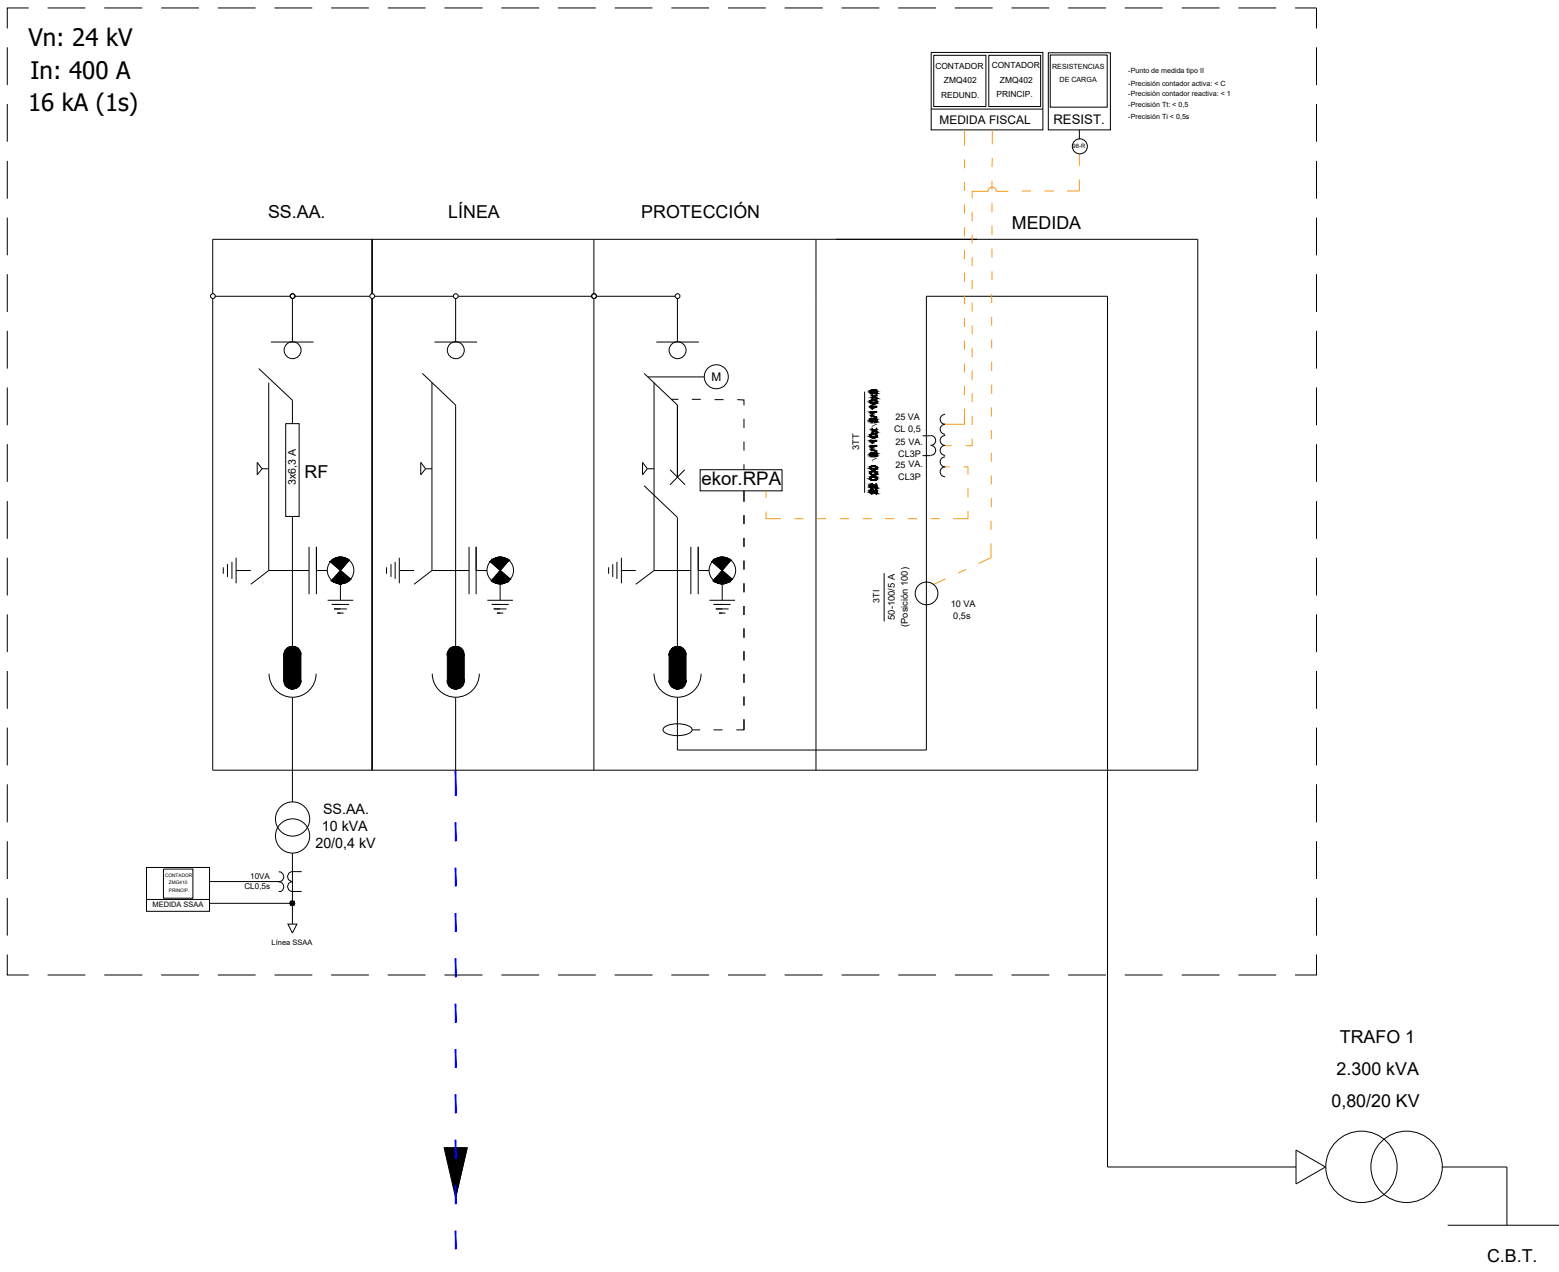 Vn: 24 kV
In: 400 A
16 kA (1s)
CONTADOR
ZMQ402
REDUND.
CONTADOR
ZMQ402
PRINCIP.
MEDIDA FISCAL
RESISTENCIAS
DE CARGA
RESIST.
-Punto de medida tipo II
-Precisión contador activa: < C
-Precisión contador reactiva: < 1
-Precisión Tt: < 0,5
-Precisión Ti < 0,5s
SS.AA.
LÍNEA
PROTECCIÓN
MEDIDA
M
3x6,3 A
RF
ekor.RPA
3TT
25 VA
CL 0,5
25 VA.
CL3P
25 VA.
CL3P
3TI
50-100/5 A
(Posición 100)
10 VA
0,5s
SS.AA.
10 kVA
20/0,4 kV
CONTADOR
ZMG410
PRINCIP.
MEDIDA SSAA
10VA
CL0,5s
Línea SSAA
TRAFO 1
2.300 kVA
0,80/20 KV
C.B.T.